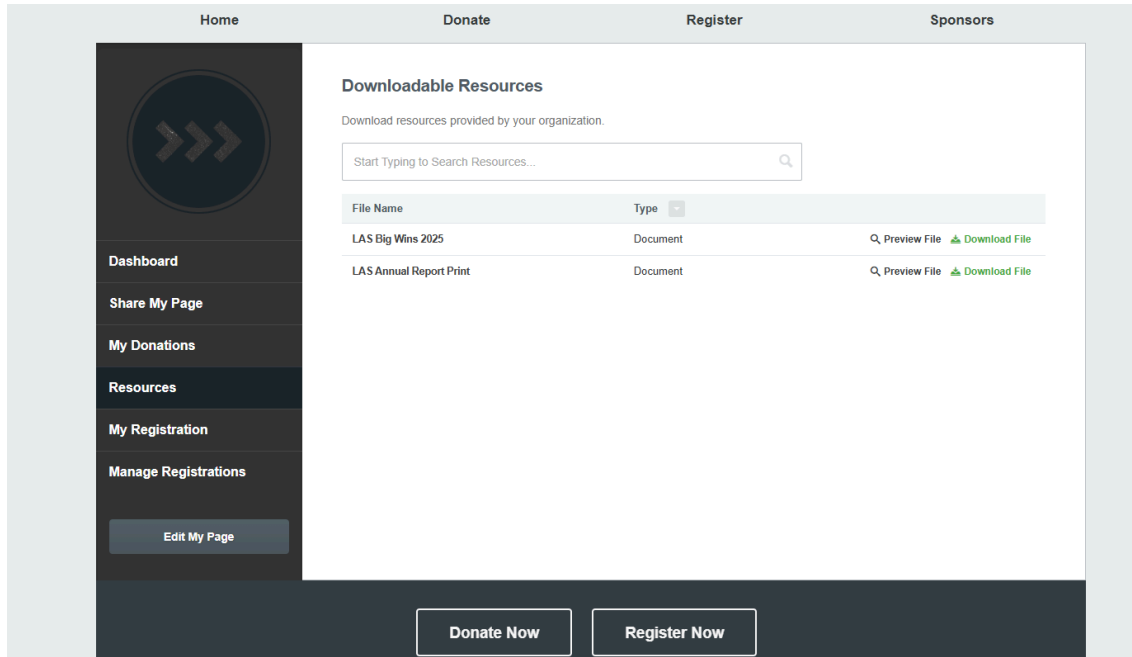 Home Donate Register Sponsors
Downloadable Resources
Download resources provided by your organization.
Start Typing to Search Resources...
File Name Type
LAS Big Wins 2025 Document Preview File Download File
LAS Annual Report Print Document Preview File Download File
Dashboard
Share My Page
My Donations
Resources
My Registration
Manage Registrations
Edit My Page
Donate Now Register Now